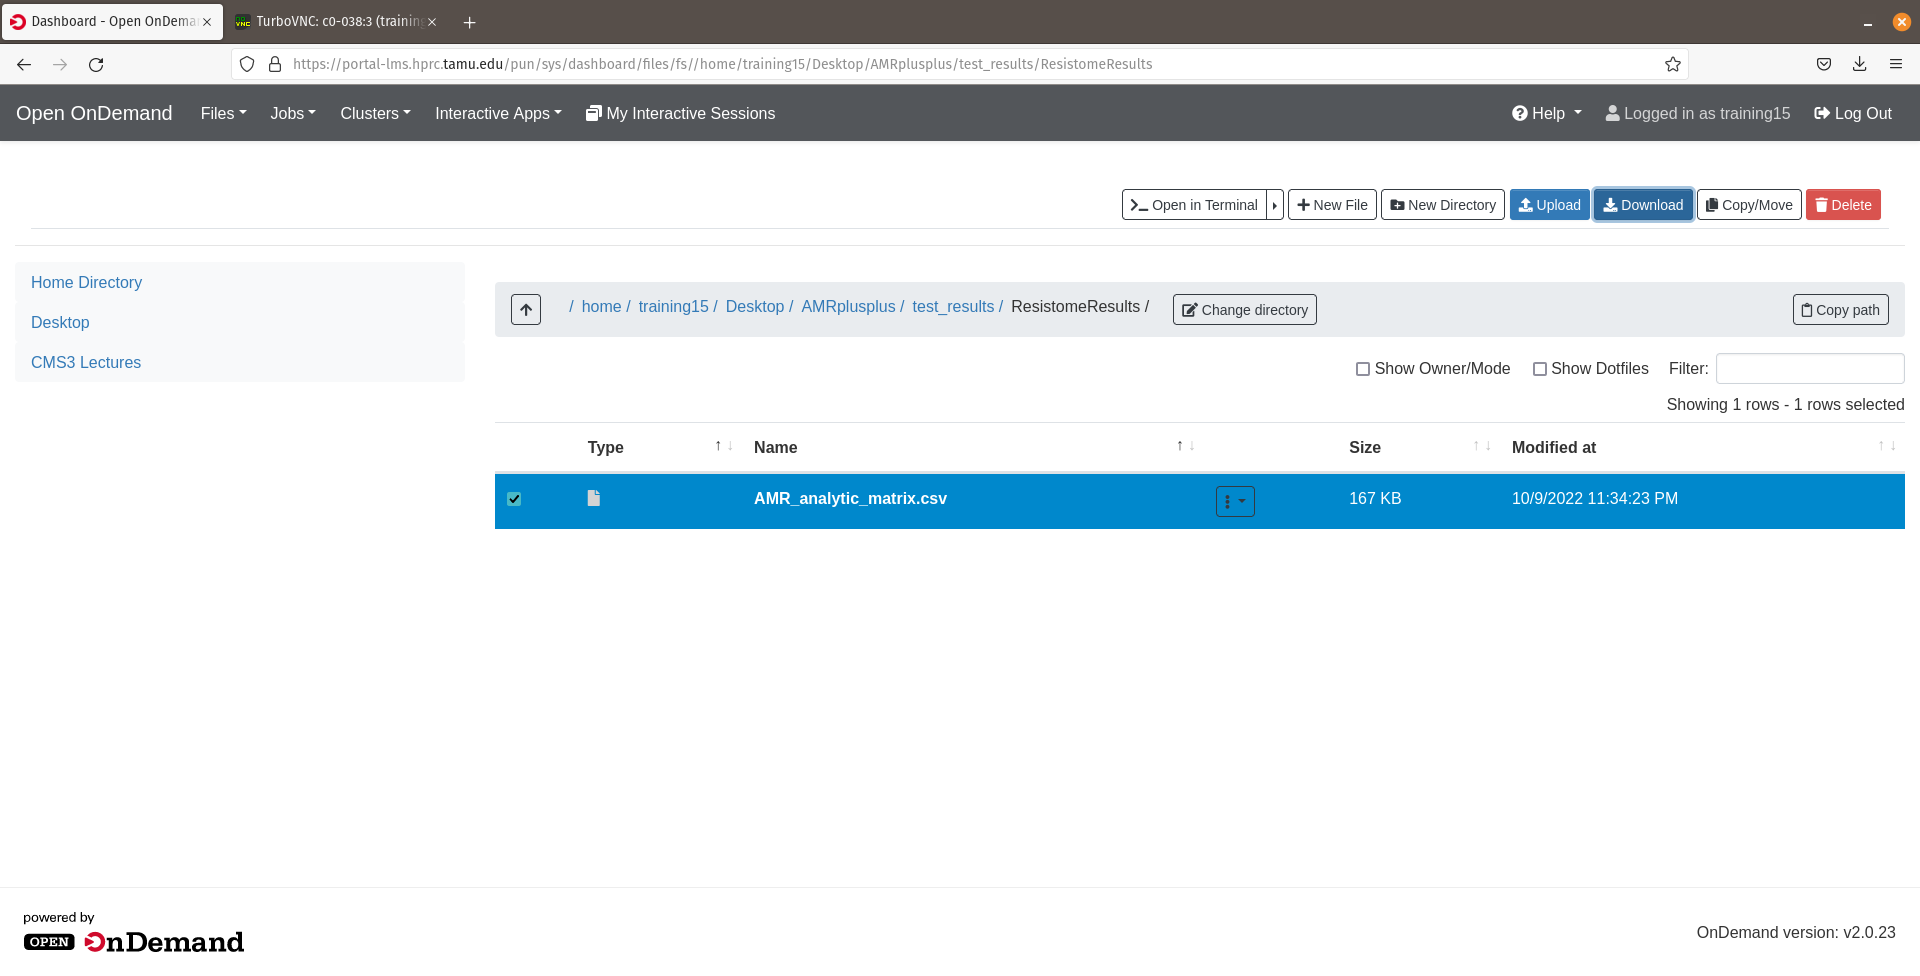 Dashboard - Open OnDema
TurboVNC: c0-038:3 (training
https://portal-lms.hprc.tamu.edu/pun/sys/dashboard/files/fs//home/training15/Desktop/AMRplusplus/test_results/ResistomeResults
Open OnDemand Files Jobs Clusters Interactive Apps My Interactive Sessions Help Logged in as training15 Log Out
Open in Terminal New File New Directory Upload Download Copy/Move Delete
Home Directory
Desktop
CMS3 Lectures
/ home / training15 / Desktop / AMRplusplus / test_results / ResistomeResults / Change directory Copy path
Show Owner/Mode Show Dotfiles Filter:
Showing 1 rows - 1 rows selected
Type Name Size Modified at
AMR_analytic_matrix.csv 167 KB 10/9/2022 11:34:23 PM
powered by
OPEN OnDemand
OnDemand version: v2.0.23